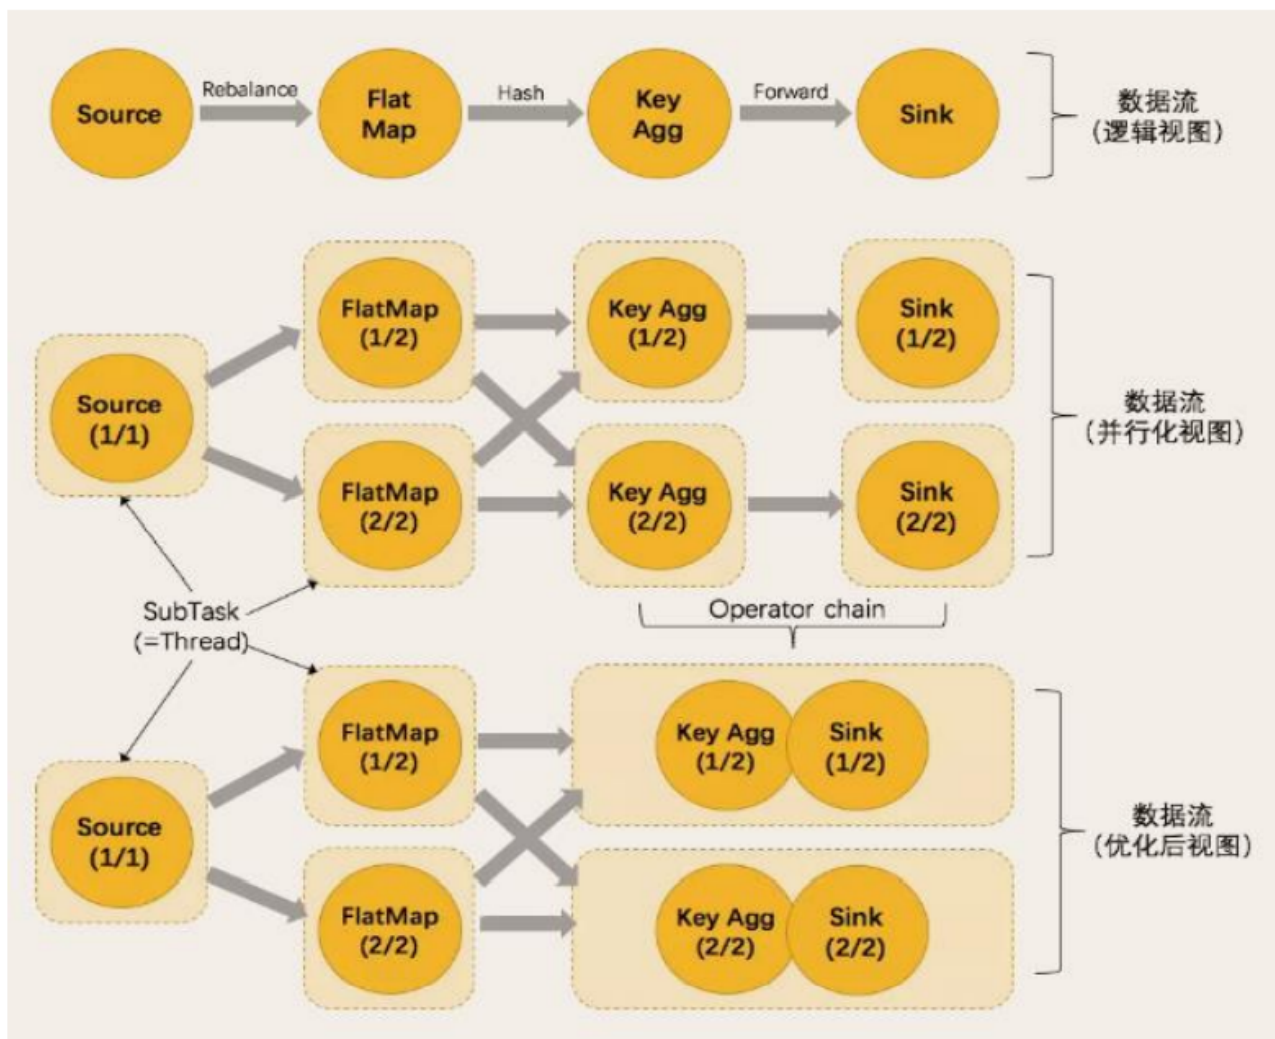 Source
Rebalance
Flat
Map
Hash
Key
Agg
Forward
Sink
数据流
(逻辑视图)
FlatMap
(1/2)
Key Agg
(1/2)
Sink
(1/2)
Source
(1/1)
数据流
(并行化视图)
FlatMap
(2/2)
Key Agg
(2/2)
Sink
(2/2)
SubTask
(=Thread)
Operator chain
FlatMap
(1/2)
Key Agg
(1/2)
Sink
(1/2)
Source
(1/1)
数据流
(优化后视图)
FlatMap
(2/2)
Key Agg
(2/2)
Sink
(2/2)